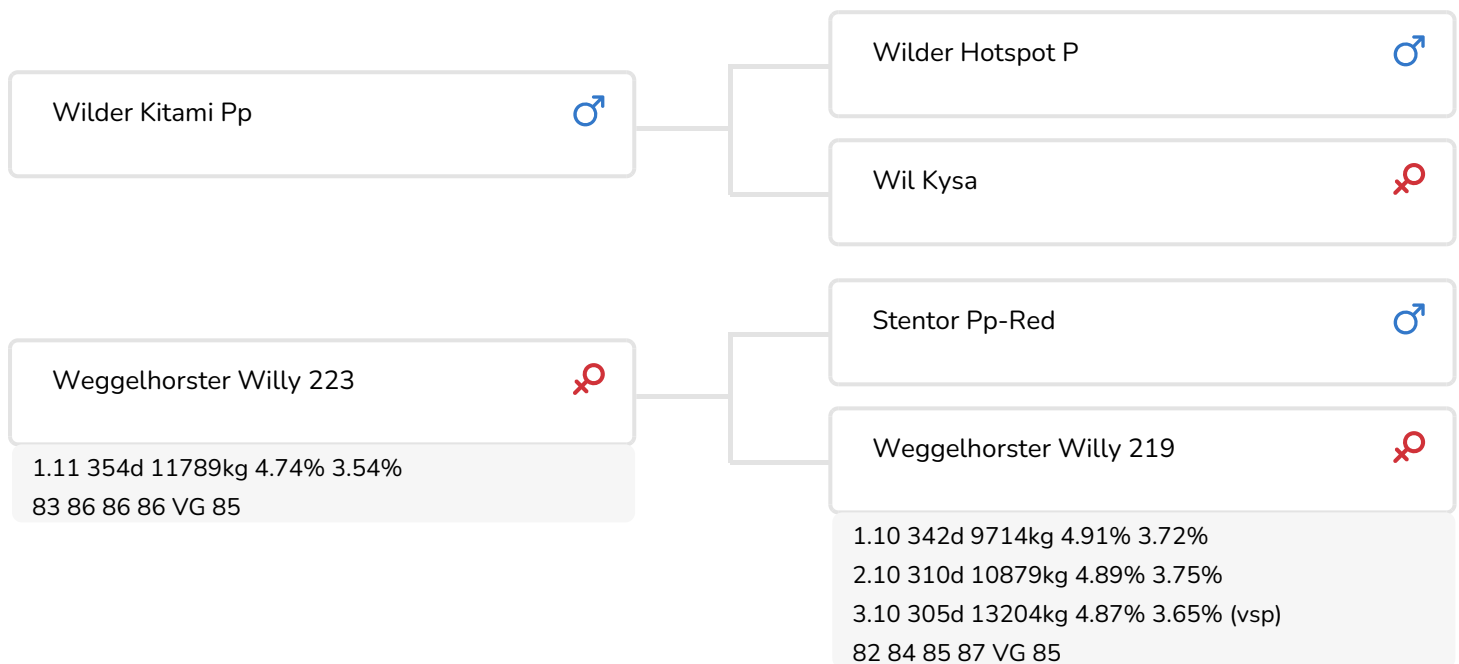 Wilder Kitami Pp
Wilder Hotspot P
Wil Kysa
Weggelhorster Willy 223
1.11 354d 11789kg 4.74% 3.54%
83 86 86 86 VG 85
Stentor Pp-Red
Weggelhorster Willy 219
1.10 342d 9714kg 4.91% 3.72%
2.10 310d 10879kg 4.89% 3.75%
3.10 305d 13204kg 4.87% 3.65% (vsp)
82 84 85 87 VG 85